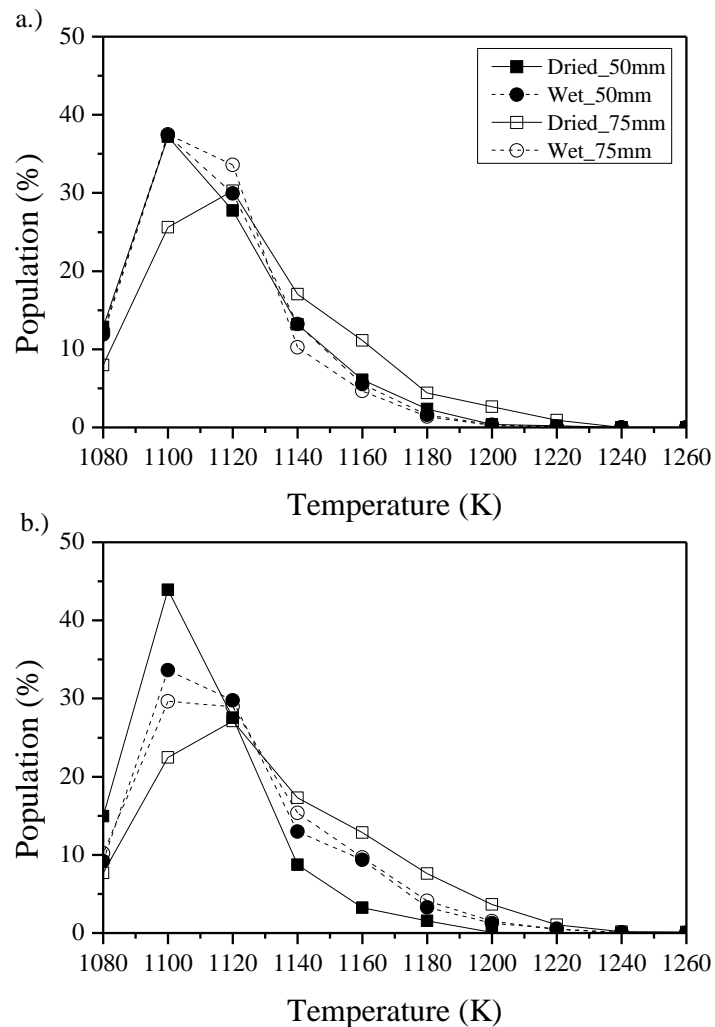 a.)
50
40
30
20
10
0
Population (%)
Dried_50mm
Wet_50mm
Dried_75mm
Wet_75mm
1080 1100 1120 1140 1160 1180 1200 1220 1240 1260
Temperature (K)
b.)
50
40
30
20
10
0
Population (%)
1080 1100 1120 1140 1160 1180 1200 1220 1240 1260
Temperature (K)